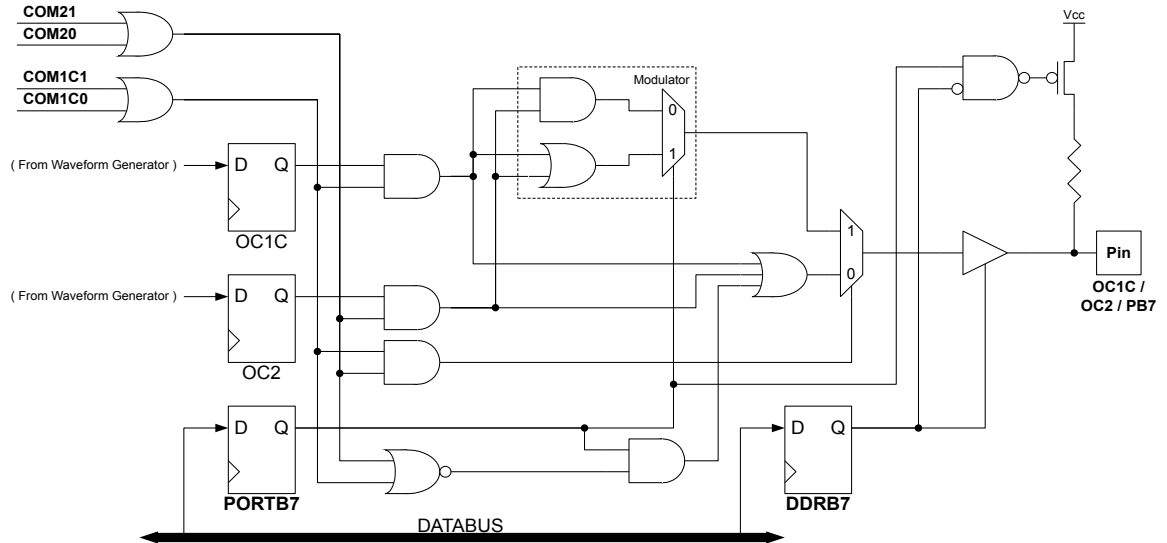 COM21
COM20
COM1C1
COM1C0
Vcc
Modulator
0
1
( From Waveform Generator )
D Q
OC1C
1
0
Pin
OC1C /
OC2 / PB7
( From Waveform Generator )
D Q
OC2
D Q
PORTB7
D Q
DDRB7
DATABUS